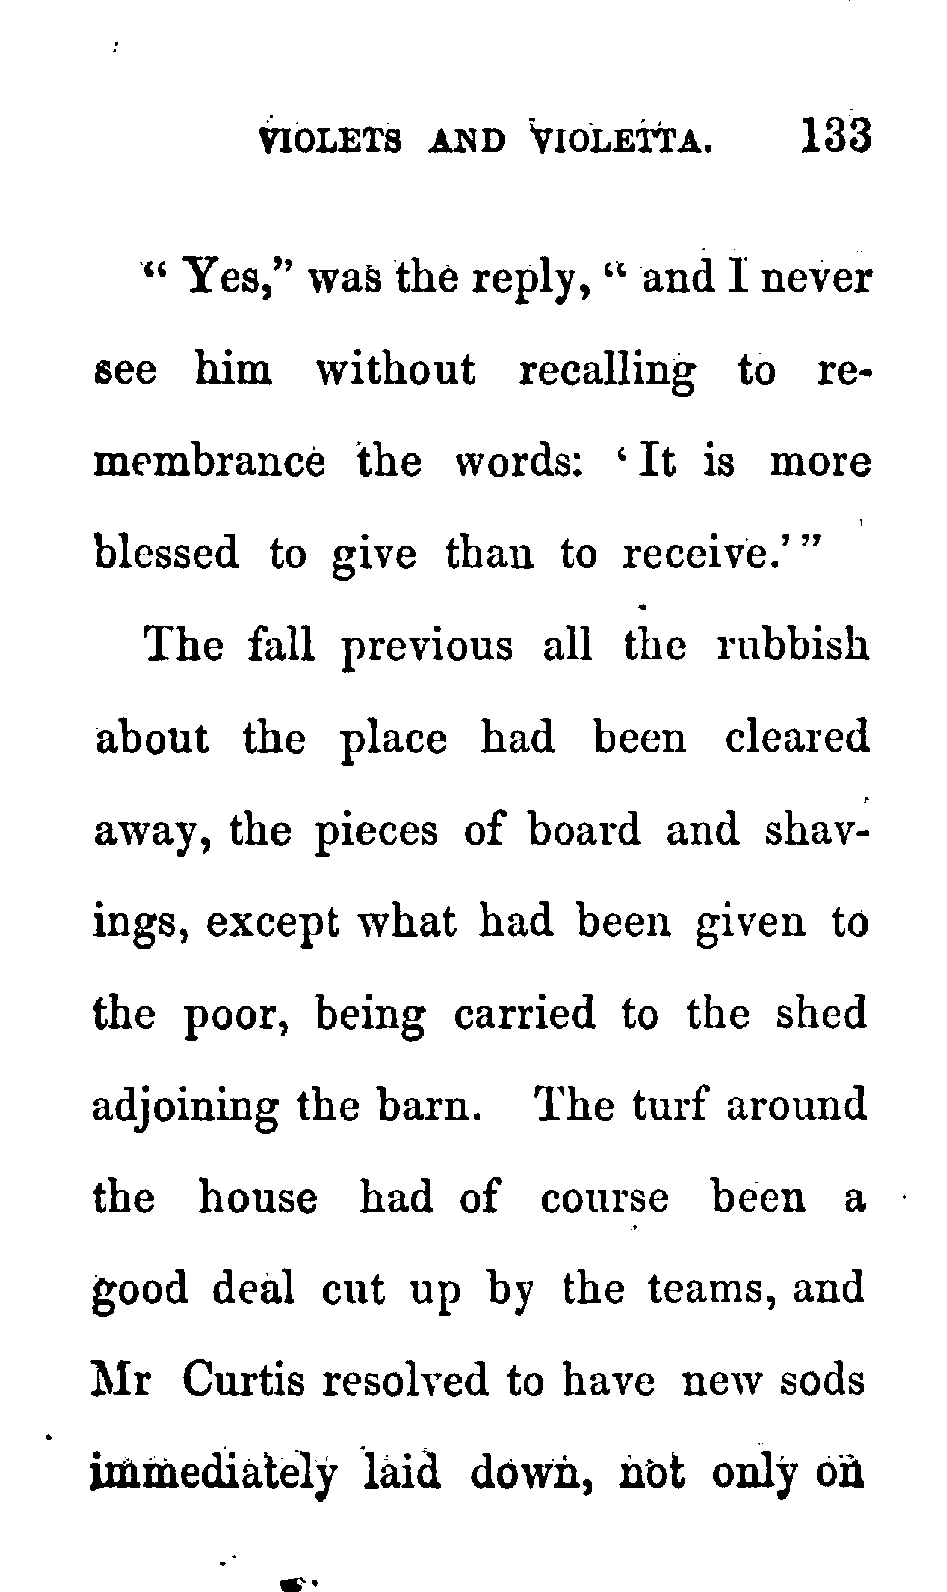 VIOLETS AND VIOLETTA. 133
“ Yes,” was the reply, “ and I never
see him without recalling to re-
membrance the words: ‘ It is more
blessed to give than to receive.’ ”
The fall previous all the rubbish
about the place had been cleared
away, the pieces of board and shav-
ings, except what had been given to
the poor, being carried to the shed
adjoining the barn. The turf around
the house had of course been a
good deal cut up by the teams, and
Mr Curtis resolved to have new sods
immediately laid down, not only on